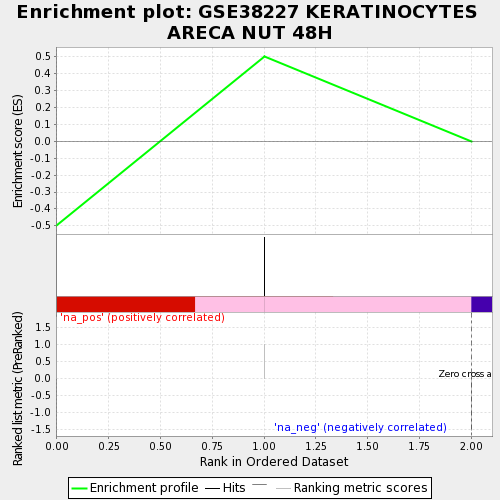 Enrichment plot: GSE38227 KERATINOCYTES
ARECA NUT 48H
Enrichment score (ES)
0.5
0.4
0.3
0.2
0.1
0.0
-0.1
-0.2
-0.3
-0.4
-0.5
'na_pos' (positively correlated)
Ranked list metric (PreRanked)
1.5
1.0
0.5
0.0
-0.5
-1.0
-1.5
Zero cross a
'na_neg' (negatively correlated)
0.00 0.25 0.50 0.75 1.00 1.25 1.50 1.75 2.00
Rank in Ordered Dataset
Enrichment profile Hits Ranking metric scores